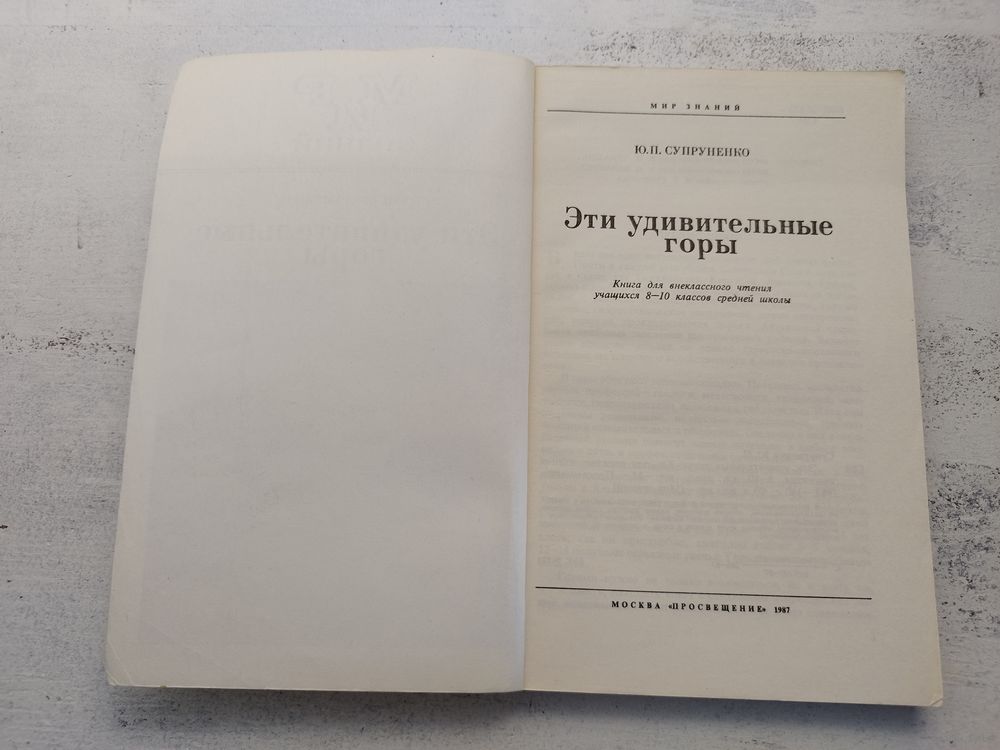 МИР ЗНАНИЙ
Ю.П. СУПРУНЕНКО
Эти удивительные
горы
Книга для внеклассного чтения
учащихся 8—10 классов средней школы
МОСКВА «ПРОСВЕЩЕНИЕ» 1987